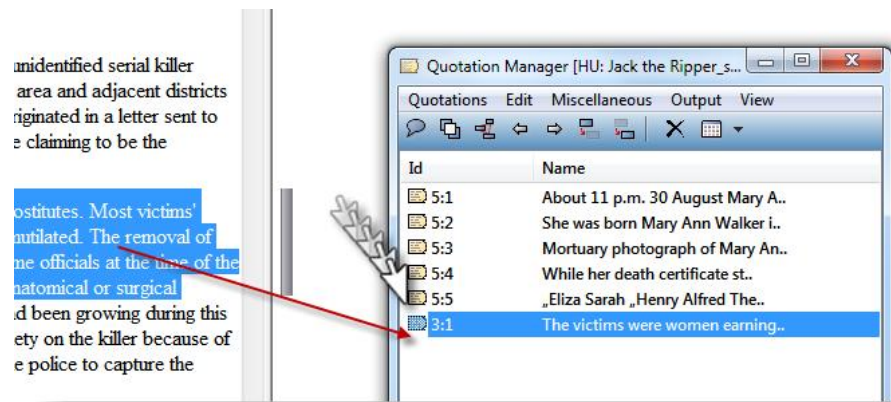 unidentified serial killer
area and adjacent districts
riginated in a letter sent to
e claiming to be the
ostitutes. Most victims'
mutilated. The removal of
me officials at the time of the
natomical or surgical
ad been growing during this
ety on the killer because of
e police to capture the
Quotation Manager [HU: Jack the Ripper_s...
Quotations Edit Miscellaneous Output View
Id Name
5:1 About 11 p.m. 30 August Mary A..
5:2 She was born Mary Ann Walker i..
5:3 Mortuary photograph of Mary An..
5:4 While her death certificate st..
5:5 „Eliza Sarah „Henry Alfred The..
3:1 The victims were women earning..